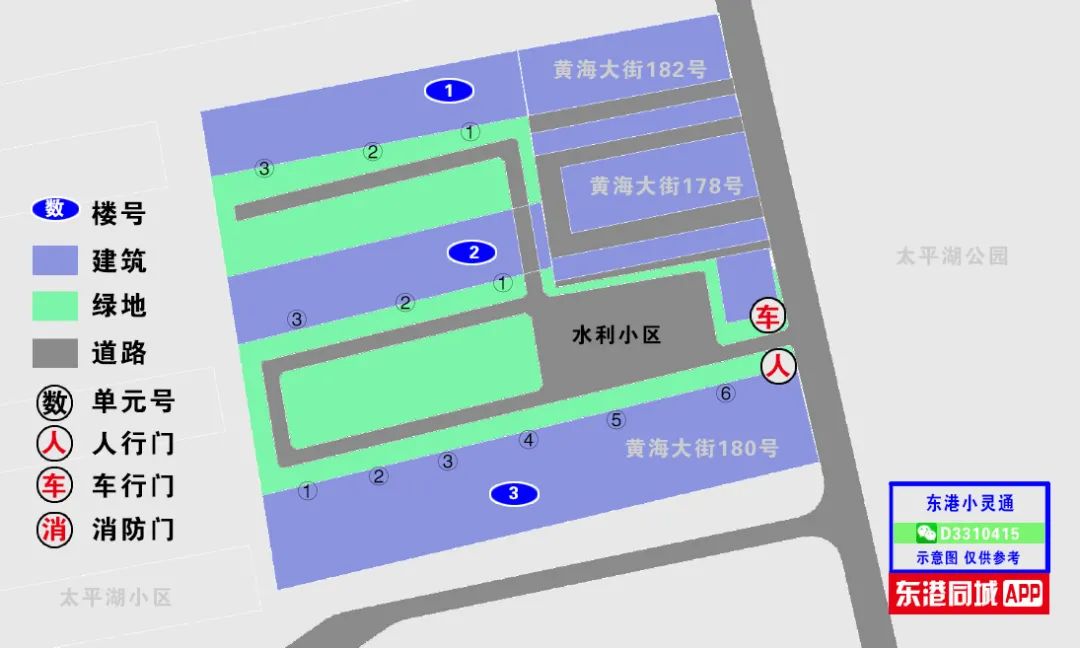 黄海大街182号
1
①
②
③
黄海大街178号
数 楼号
建筑
绿地
道路
数 单元号
人 人行门
车 车行门
消 消防门
2
①
②
③
太平湖公园
车
水利小区
人
⑥
⑤
④
③
②
①
黄海大街180号
3
太平湖小区
东港小灵通
D3310415
示意图 仅供参考
东港同城APP